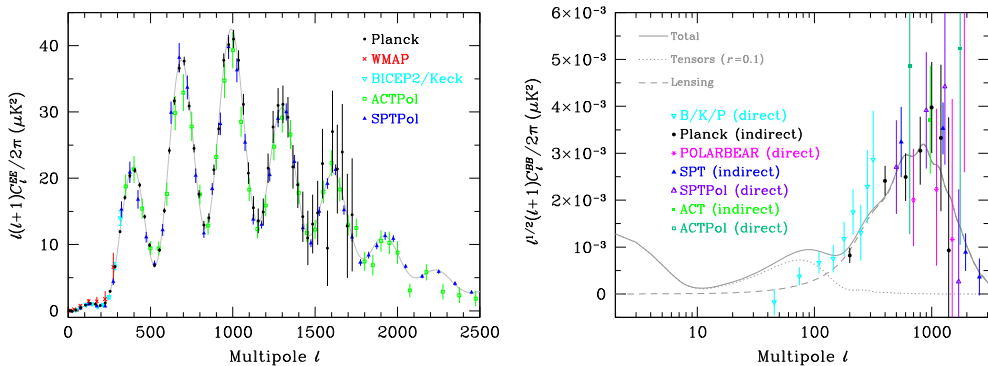 40
30
20
10
0
0
500
1000
1500
2000
2500
Multipole l
l(l+1)C_l^EE/2π (μK²)
Planck
WMAP
BICEP2/Keck
ACTPol
SPTPol
6×10⁻³
5×10⁻³
4×10⁻³
3×10⁻³
2×10⁻³
10⁻³
0
10
100
1000
Multipole l
l^1/2(l+1)C_l^BB/2π (μK²)
Total
Tensors (r=0.1)
Lensing
B/K/P (direct)
Planck (indirect)
POLARBEAR (direct)
SPT (indirect)
SPTPol (direct)
ACT (indirect)
ACTPol (direct)